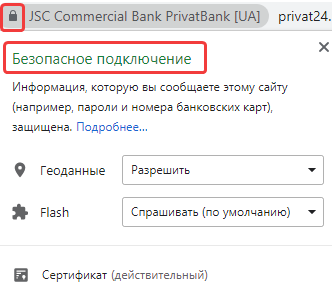 JSC Commercial Bank PrivatBank [UA] privat24.
Безопасное подключение
Информация, которую вы сообщаете этому сайту
(например, пароли и номера банковских карт),
защищена. Подробнее...
Геоданные Разрешить
Flash Спрашивать (по умолчанию)
Сертификат (действительный)